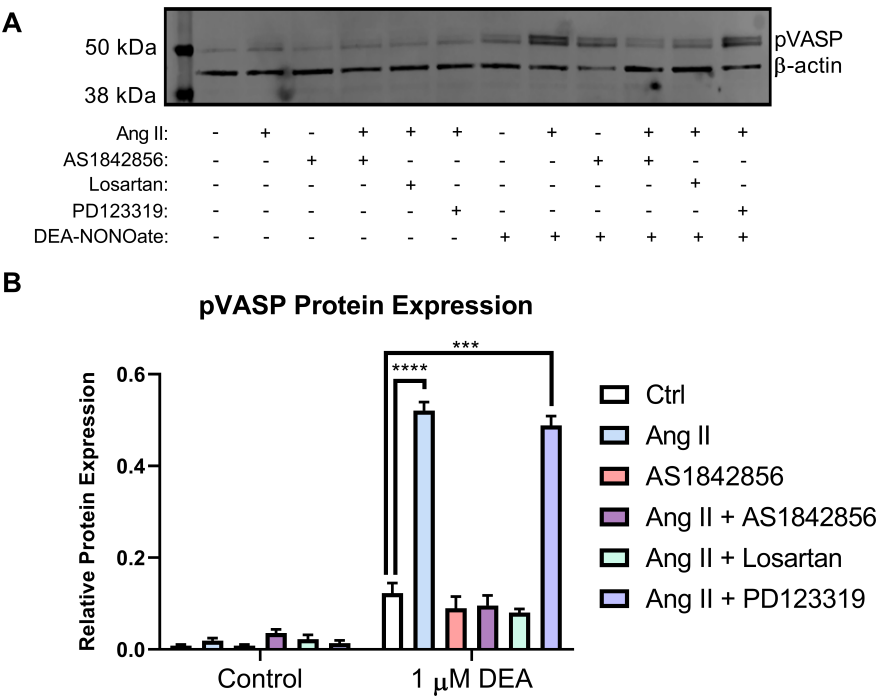 A
50 kDa
38 kDa
pVASP
β-actin
Ang II: - + - + + + - + - + + +
AS1842856: - - + + - - - - + + - -
Losartan: - - - - + - - - - - + -
PD123319: - - - - - + - - - - - +
DEA-NONOate: - - - - - - + + + + + +
B
pVASP Protein Expression
Relative Protein Expression
0.6
0.4
0.2
0.0
***
****
Control
1 μM DEA
Ctrl
Ang II
AS1842856
Ang II + AS1842856
Ang II + Losartan
Ang II + PD123319